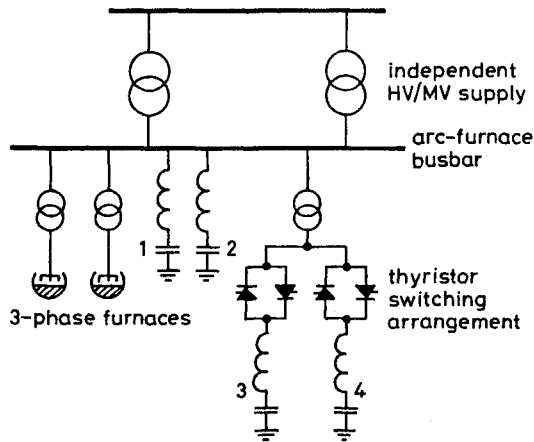 independent
HV/MV supply
arc-furnace
busbar
1
2
3-phase furnaces
thyristor
switching
arrangement
3
4